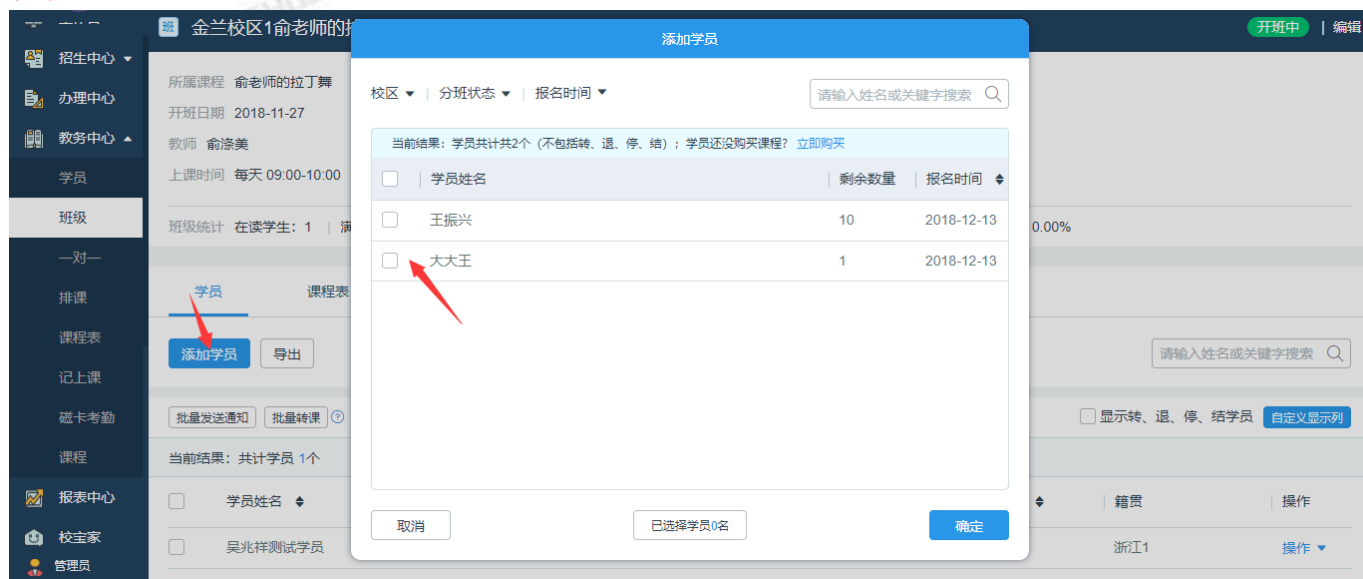 班 金兰校区1俞老师的
开班中 | 编辑
招生中心
办理中心
教务中心
学员
班级
一对一
排课
课程表
记上课
磁卡考勤
课程
报表中心
校宝家
管理员
所属课程 俞老师的拉丁舞
开班日期 2018-11-27
教师 俞涤美
上课时间 每天 09:00-10:00
班级统计 在读学生：1 | 满
0.00%
学员 课程表
添加学员 导出
请输入姓名或关键字搜索
批量发送通知 批量转课 ?
显示转、退、停、结学员 自定义显示列
当前结果：共计学员 1个
学员姓名
籍贯 操作
吴兆祥测试学员
浙江1 操作
添加学员
校区 | 分班状态 | 报名时间
请输入姓名或关键字搜索
当前结果：学员共计共2个（不包括转、退、停、结）；学员还没购买课程？ 立即购买
学员姓名 剩余数量 报名时间
王振兴 10 2018-12-13
大大王 1 2018-12-13
取消 已选择学员0名 确定